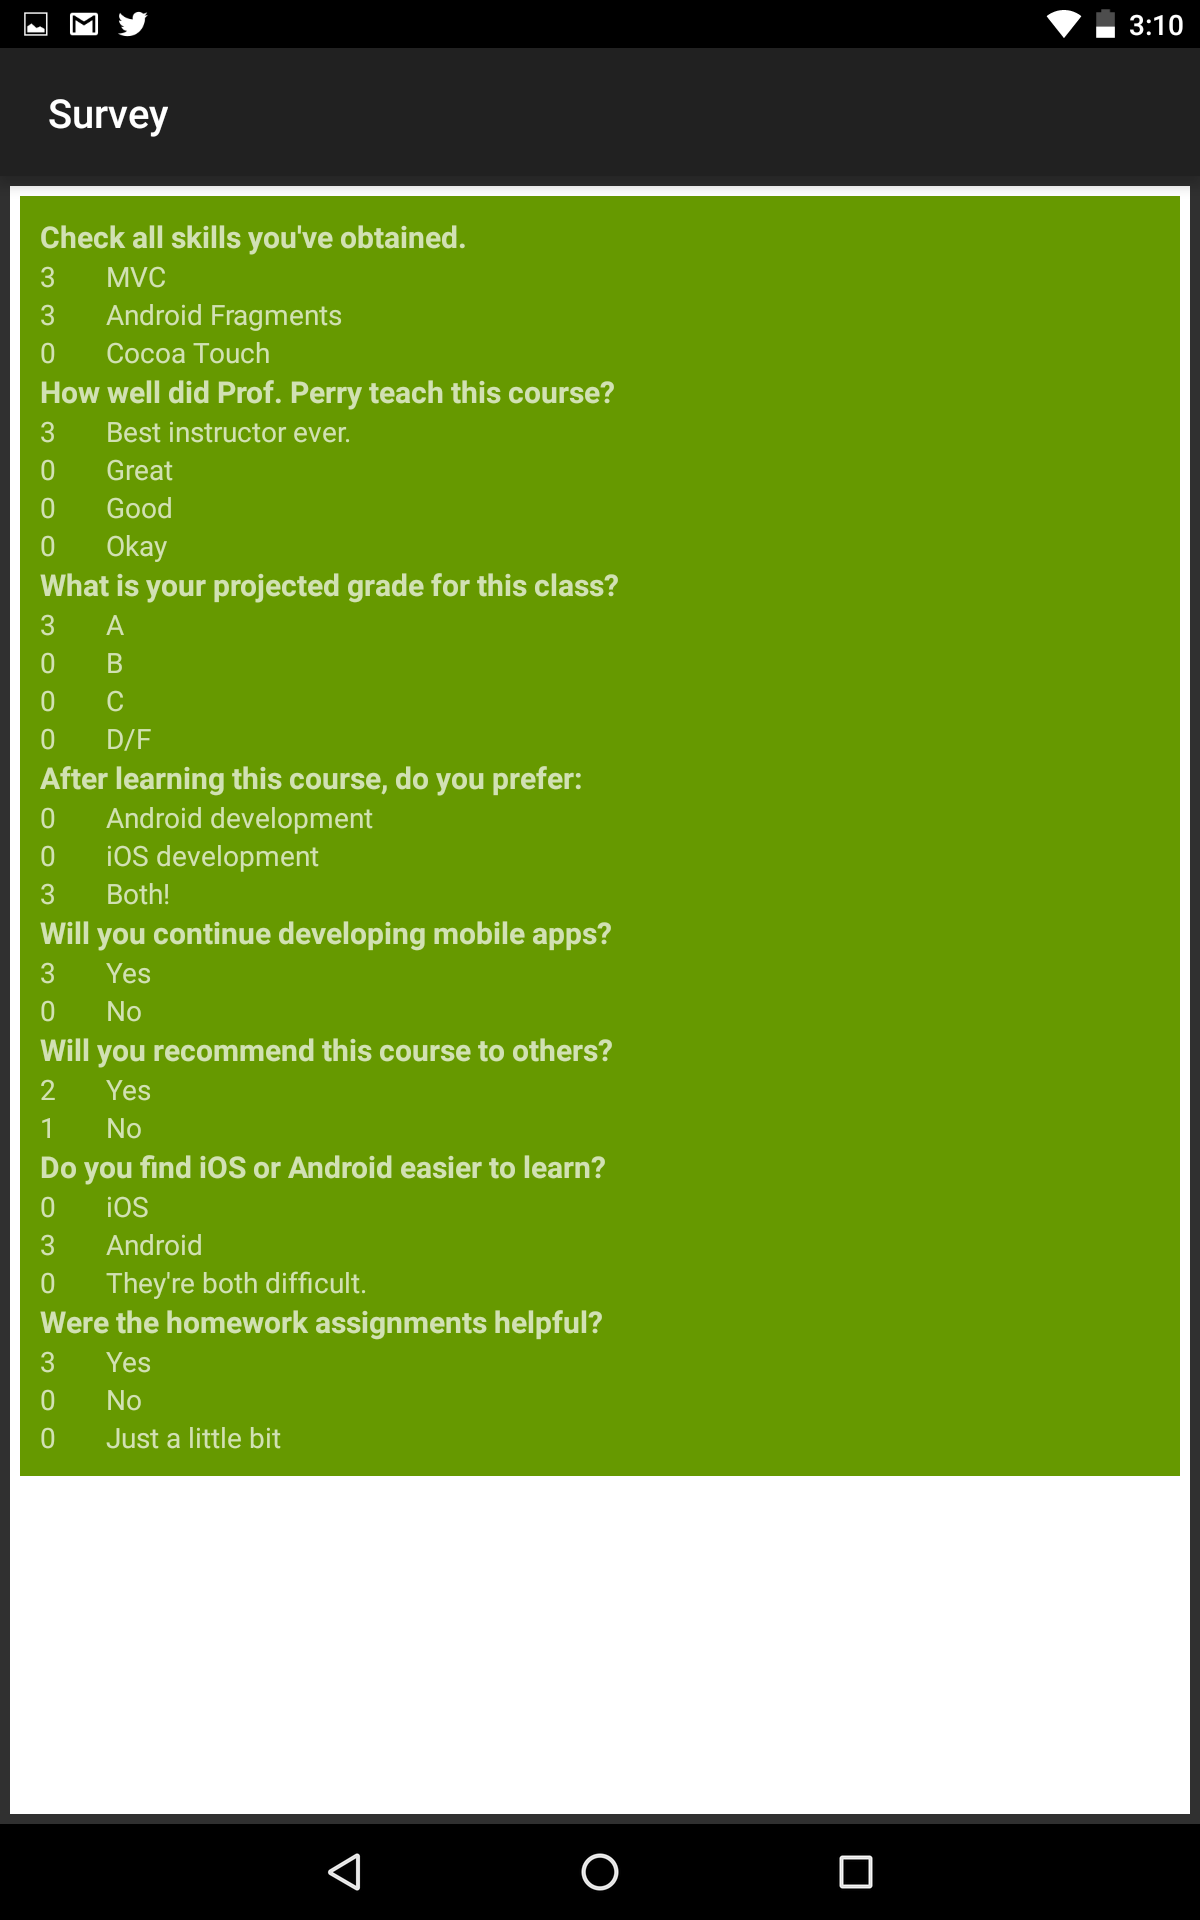 3:10
Survey
Check all skills you've obtained.
3 MVC
3 Android Fragments
0 Cocoa Touch
How well did Prof. Perry teach this course?
3 Best instructor ever.
0 Great
0 Good
0 Okay
What is your projected grade for this class?
3 A
0 B
0 C
0 D/F
After learning this course, do you prefer:
0 Android development
0 iOS development
3 Both!
Will you continue developing mobile apps?
3 Yes
0 No
Will you recommend this course to others?
2 Yes
1 No
Do you find iOS or Android easier to learn?
0 iOS
3 Android
0 They're both difficult.
Were the homework assignments helpful?
3 Yes
0 No
0 Just a little bit